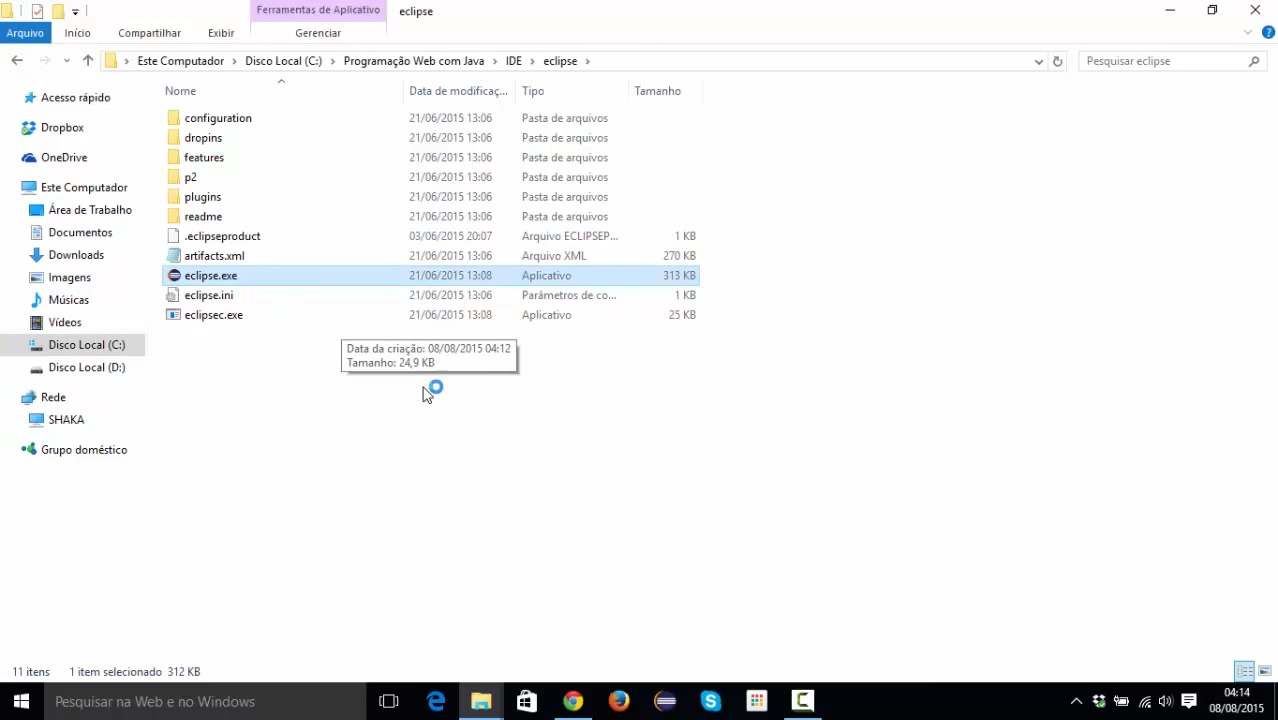 Ferramentas de Aplicativo
eclipse
Arquivo
Início
Compartilhar
Exibir
Gerenciar
Este Computador
Disco Local (C:)
Programação Web com Java
IDE
eclipse
Pesquisar eclipse
Nome
Data de modificaç...
Tipo
Tamanho
Acesso rápido
Dropbox
OneDrive
Este Computador
Área de Trabalho
Documentos
Downloads
Imagens
Músicas
Vídeos
Disco Local (C:)
Disco Local (D:)
Rede
SHAKA
Grupo doméstico
configuration 21/06/2015 13:06 Pasta de arquivos
dropins 21/06/2015 13:06 Pasta de arquivos
features 21/06/2015 13:06 Pasta de arquivos
p2 21/06/2015 13:06 Pasta de arquivos
plugins 21/06/2015 13:06 Pasta de arquivos
readme 21/06/2015 13:06 Pasta de arquivos
.eclipseproduct 03/06/2015 20:07 Arquivo ECLIPSEP... 1 KB
artifacts.xml 21/06/2015 13:06 Arquivo XML 270 KB
eclipse.exe 21/06/2015 13:08 Aplicativo 313 KB
eclipse.ini 21/06/2015 13:06 Parâmetros de co... 1 KB
eclipsec.exe 21/06/2015 13:08 Aplicativo 25 KB
Data da criação: 08/08/2015 04:12
Tamanho: 24,9 KB
11 itens
1 item selecionado 312 KB
Pesquisar na Web e no Windows
04:14
08/08/2015